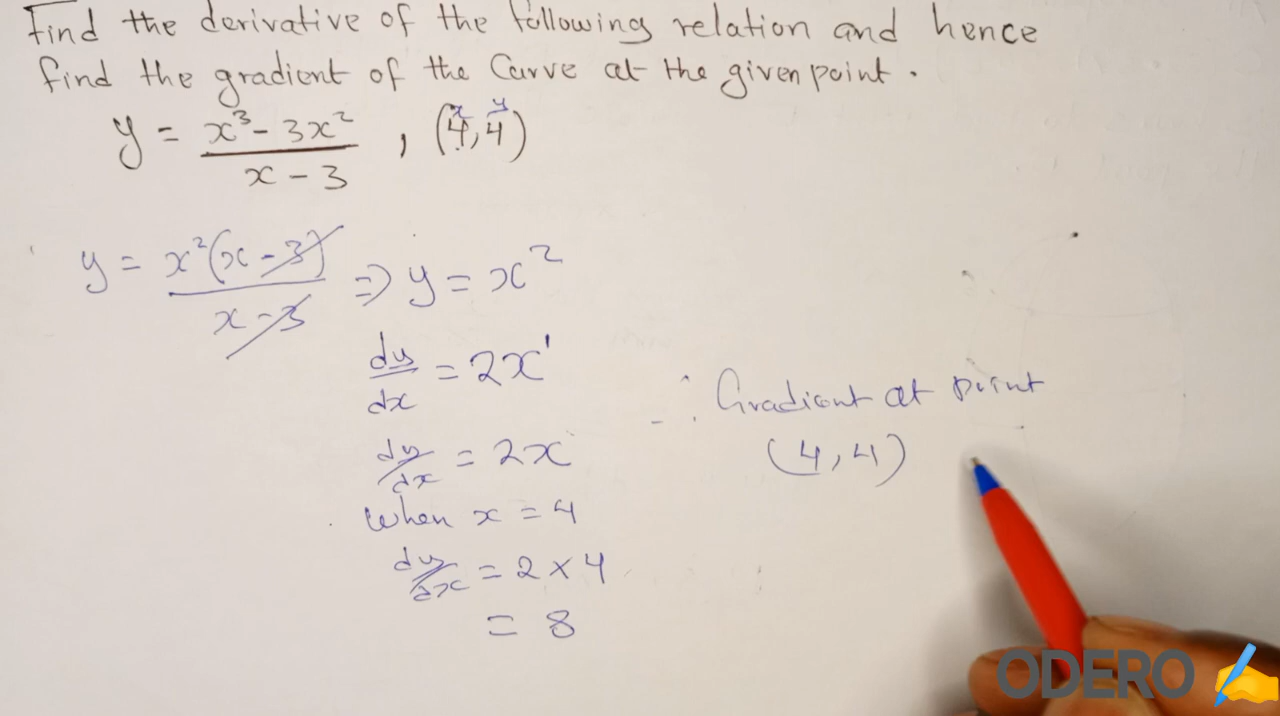 Find the derivative of the following relation and hence
find the gradient of the Curve at the given point.
x y
y = x³ - 3x² / x - 3 , (4,4)
y = x²(x - 3) / x - 3 ⇒ y = x²
dy/dx = 2x¹
∴ Gradient at point
(4,4)
dy/dx = 2x
when x = 4
dy/dx = 2 × 4
= 8
ODERO